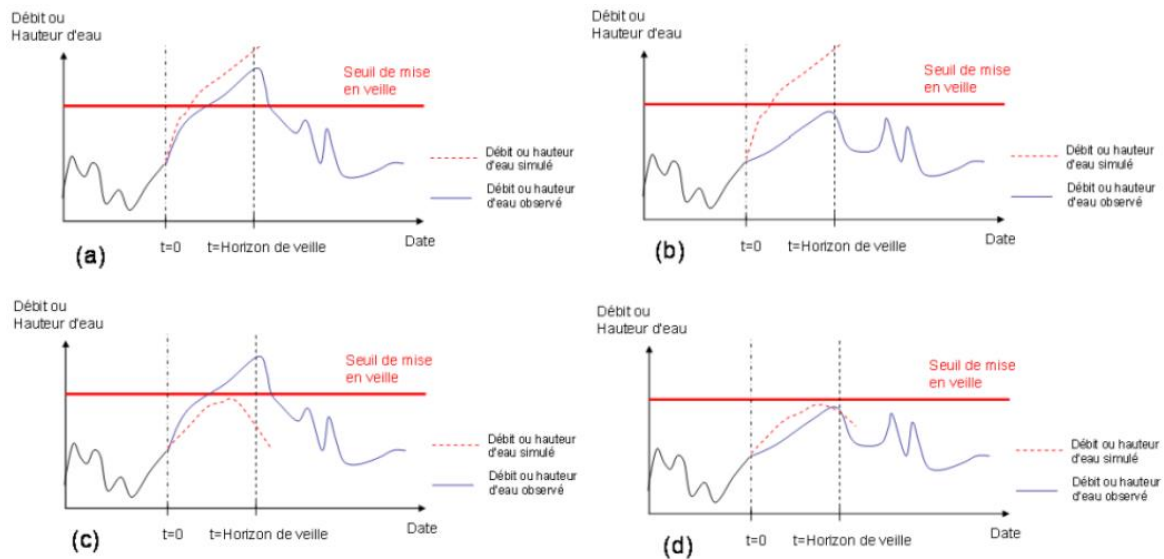 Débit ou
Hauteur d'eau
Seuil de mise
en veille
Débit ou hauteur
d'eau simulé
Débit ou hauteur
d'eau observé
Date
t=0
t=Horizon de veille
(a)
Débit ou
Hauteur d'eau
Seuil de mise
en veille
Débit ou hauteur
d'eau simulé
Débit ou hauteur
d'eau observé
Date
t=0
t=Horizon de veille
(b)
Débit ou
Hauteur d'eau
Seuil de mise
en veille
Débit ou hauteur
d'eau simulé
Débit ou hauteur
d'eau observé
Date
t=0
t=Horizon de veille
(c)
Débit ou
Hauteur d'eau
Seuil de mise
en veille
Débit ou hauteur
d'eau simulé
Débit ou hauteur
d'eau observé
Date
t=0
t=Horizon de veille
(d)